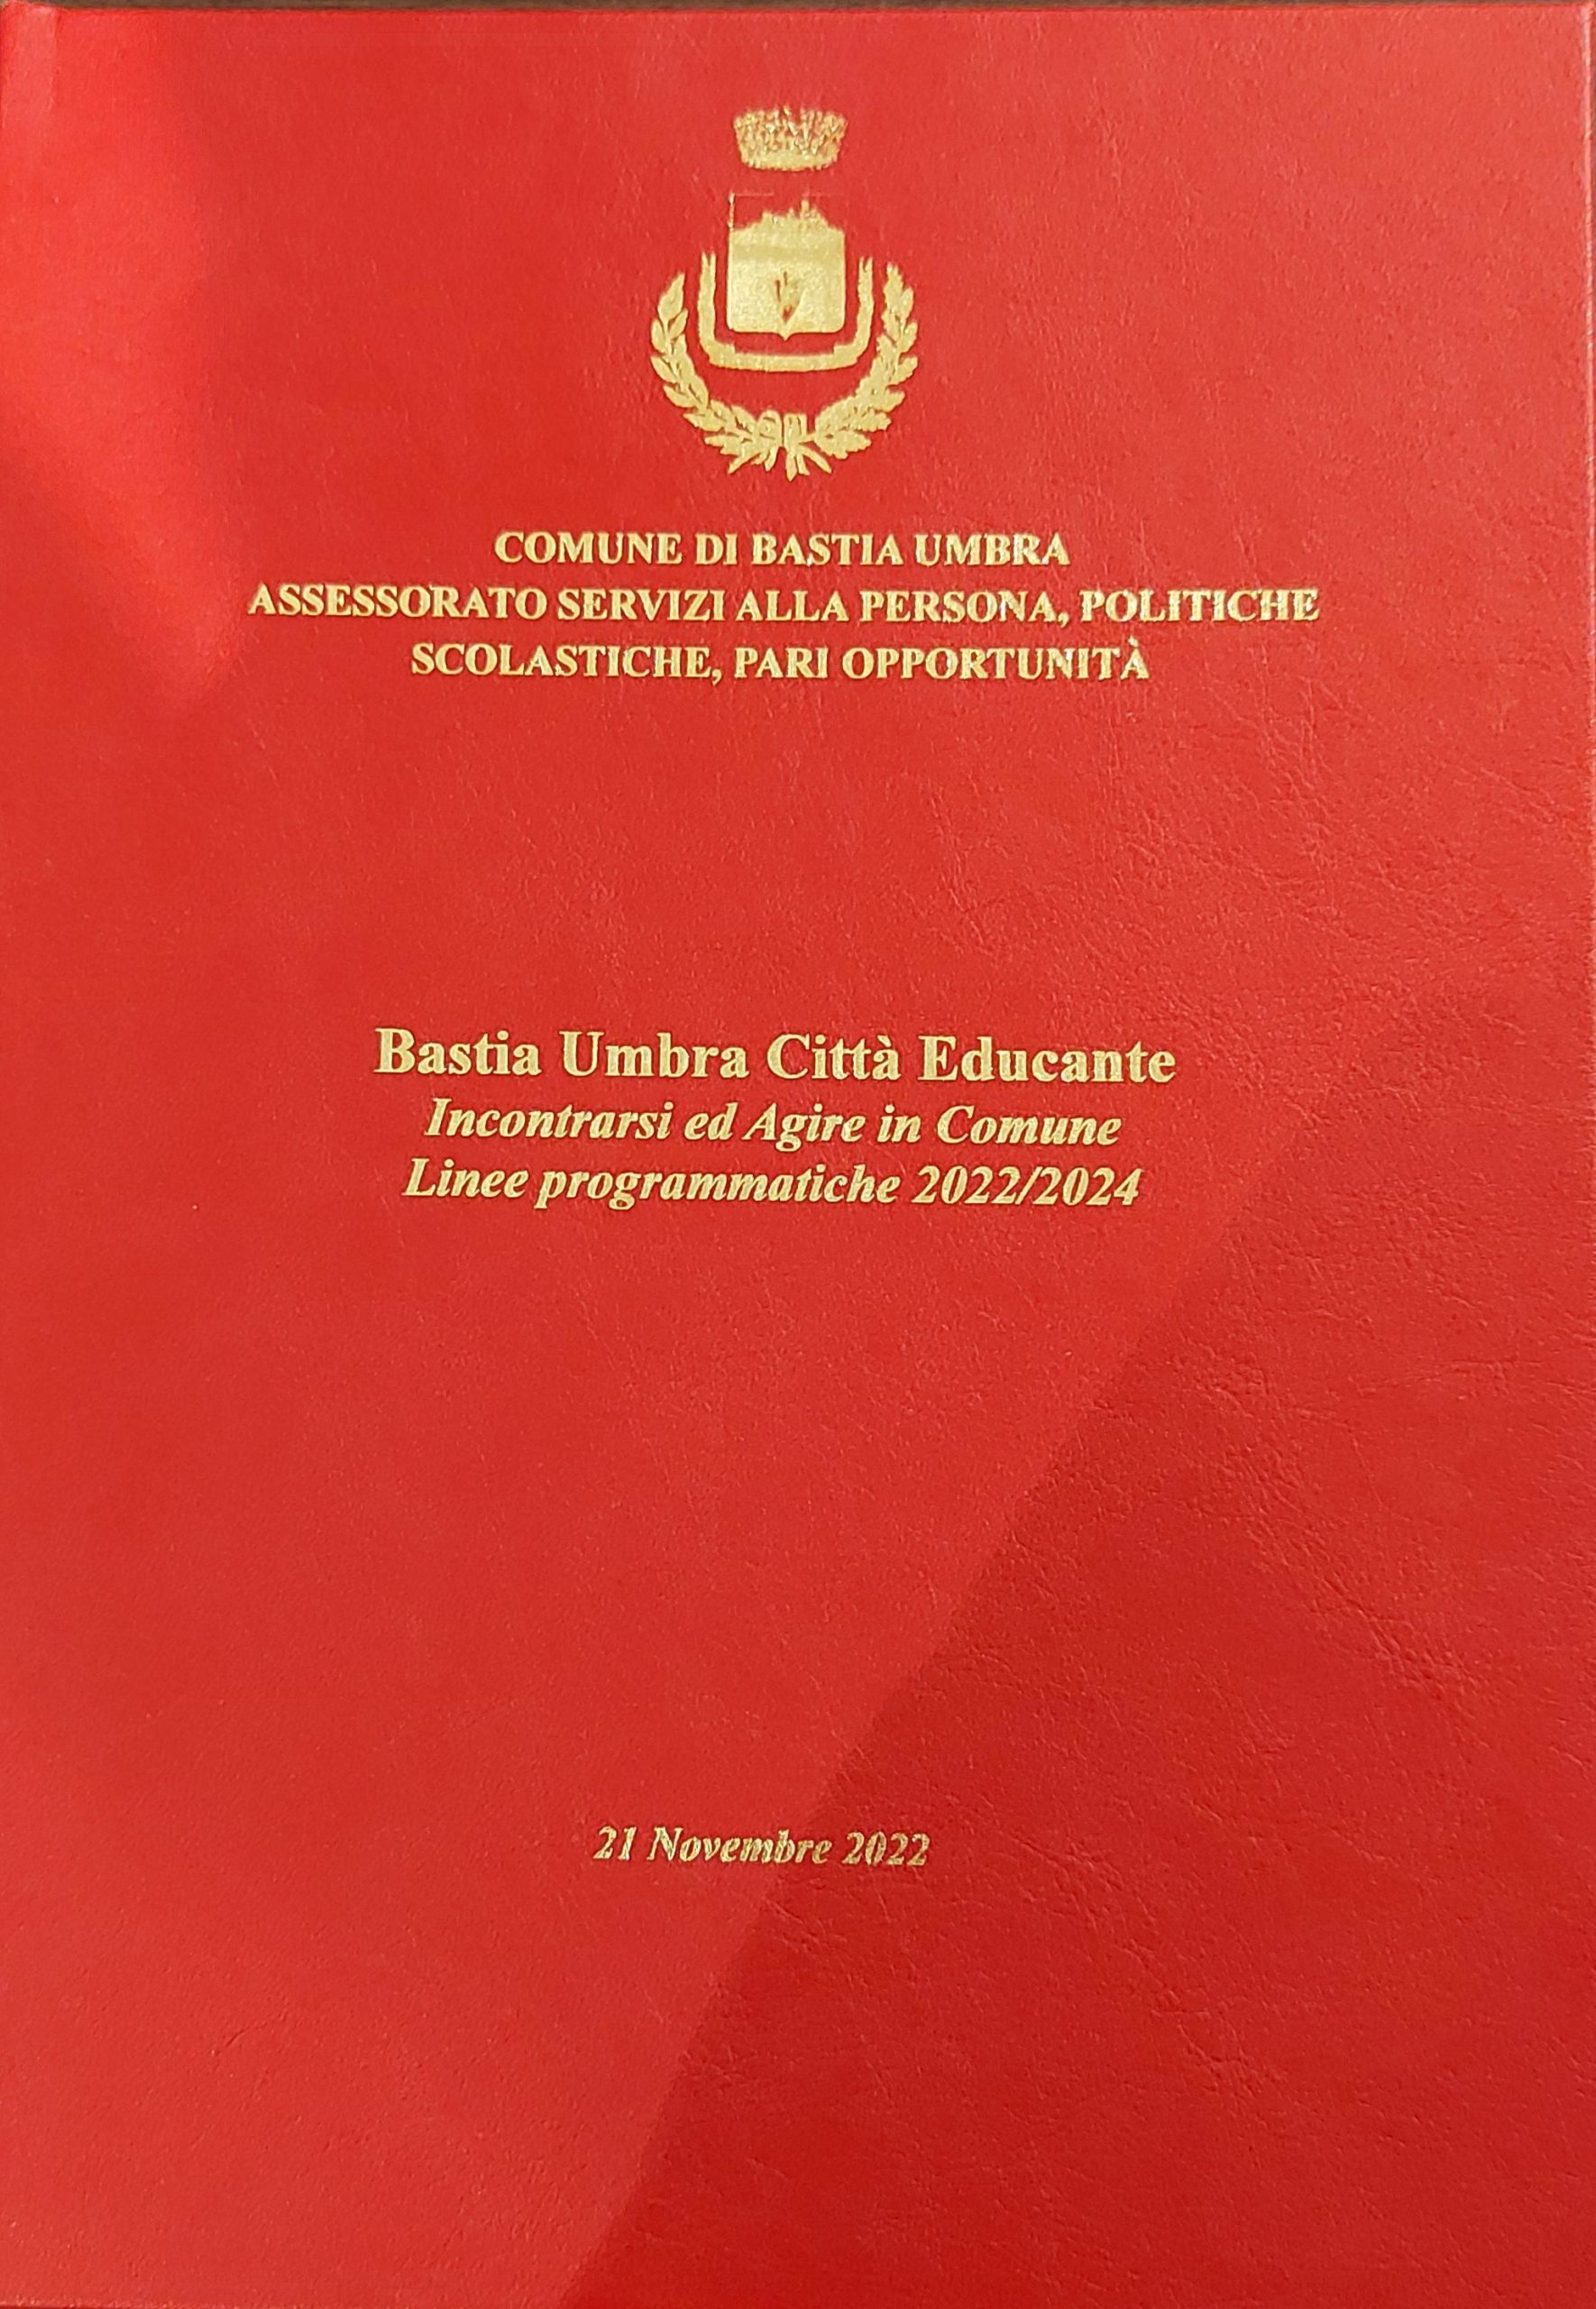 COMUNE DI BASTIA UMBRA
ASSESSORATO SERVIZI ALLA PERSONA, POLITICHE
SCOLASTICHE, PARI OPPORTUNITÀ
Bastia Umbra Città Educante
Incontrarsi ed Agire in Comune
Linee programmatiche 2022/2024
21 Novembre 2022